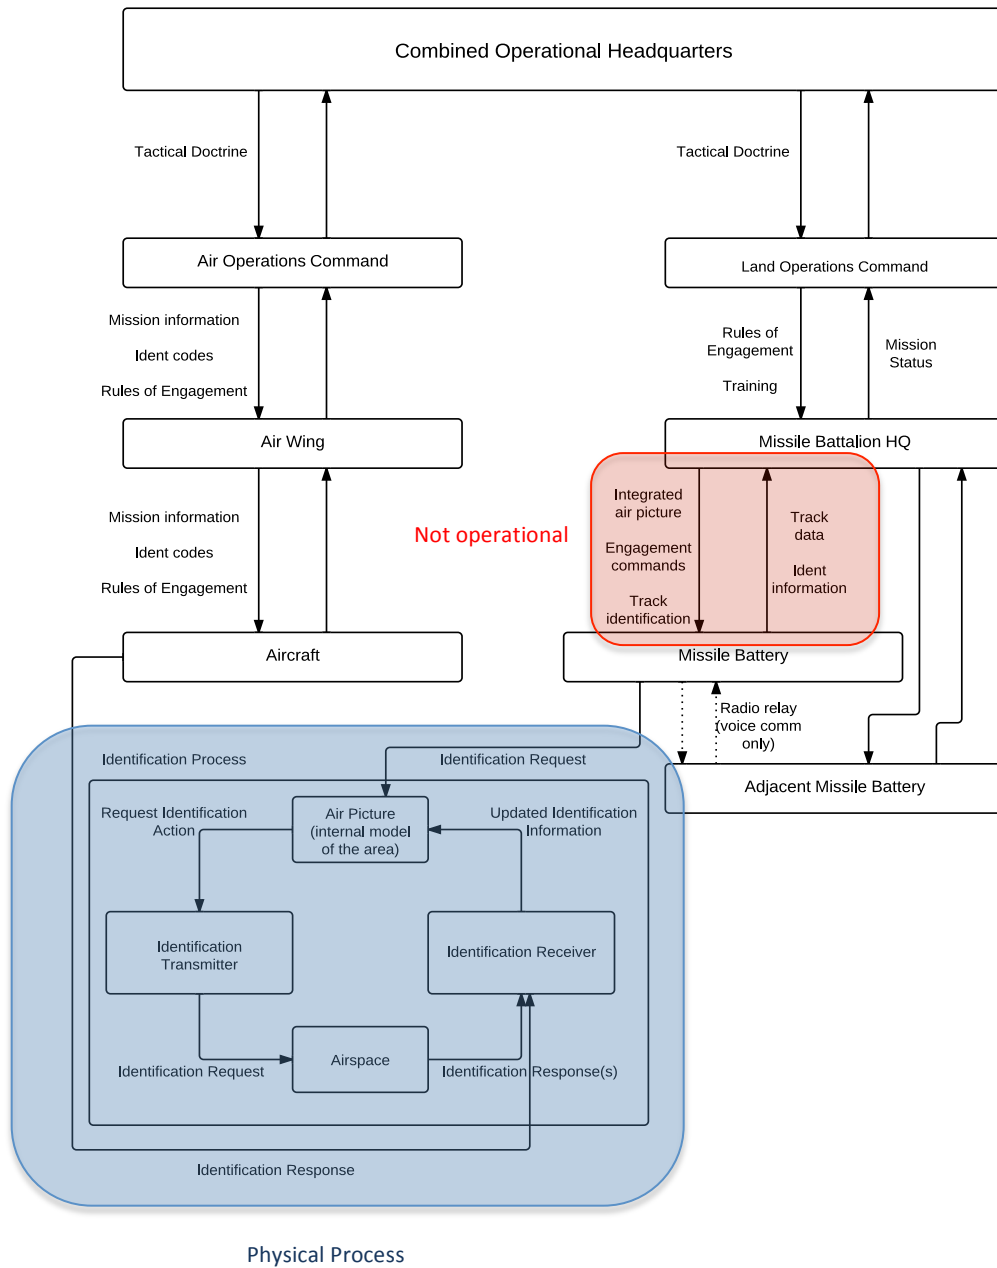 Combined Operational Headquarters
Tactical Doctrine
Tactical Doctrine
Air Operations Command
Land Operations Command
Mission information
Ident codes
Rules of Engagement
Rules of
Engagement
Training
Mission
Status
Air Wing
Missile Battalion HQ
Mission information
Ident codes
Rules of Engagement
Not operational
Integrated
air picture
Engagement
commands
Track
identification
Track
data
Ident
information
Aircraft
Missile Battery
Radio relay
(voice comm
only)
Adjacent Missile Battery
Identification Process
Identification Request
Request Identification
Action
Air Picture
(internal model
of the area)
Updated Identification
Information
Identification
Transmitter
Identification Receiver
Airspace
Identification Request
Identification Response(s)
Identification Response
Physical Process